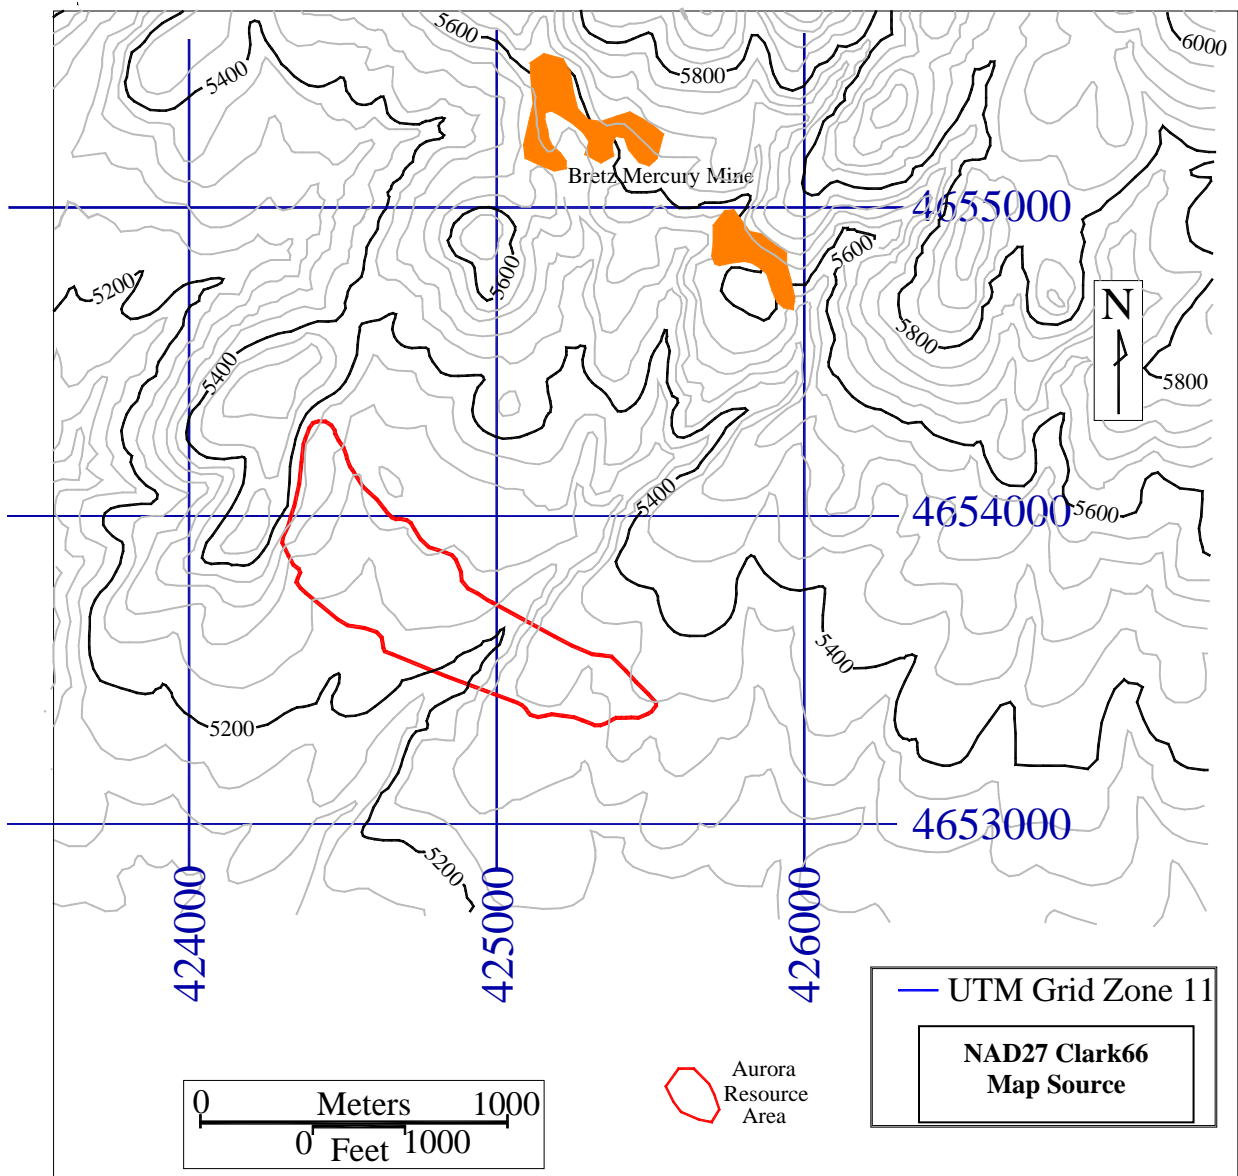 5600
6000
5800
5400
Bretz Mercury Mine
4655000
5600
5200
5600
N
5800
5400
5800
5400
4654000
5600
5400
5200
4653000
5200
424000
425000
426000
UTM Grid Zone 11
NAD27 Clark66
Map Source
Aurora
Resource
Area
0 Meters 1000
0 Feet 1000